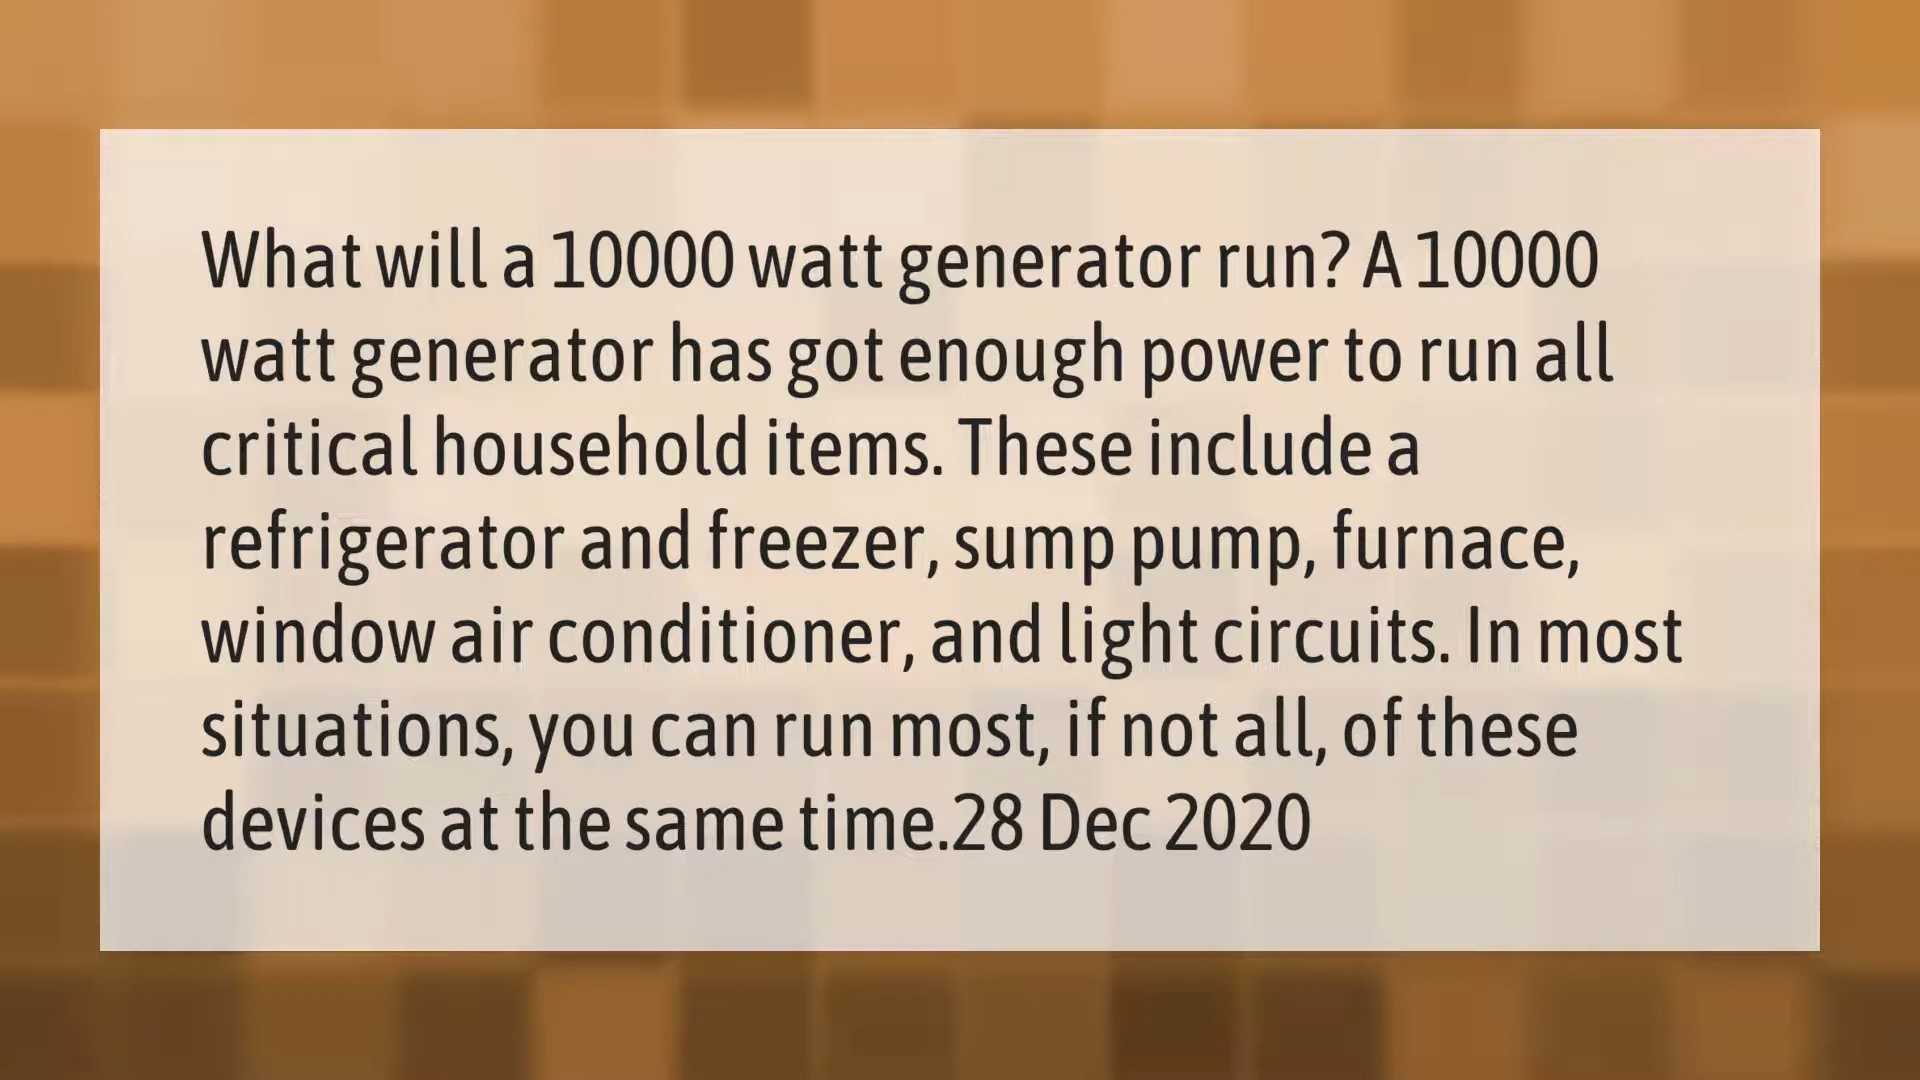 What will a 10000 watt generator run? A 10000
watt generator has got enough power to run all
critical household items. These include a
refrigerator and freezer, sump pump, furnace,
window air conditioner, and light circuits. In most
situations, you can run most, if not all, of these
devices at the same time.28 Dec 2020